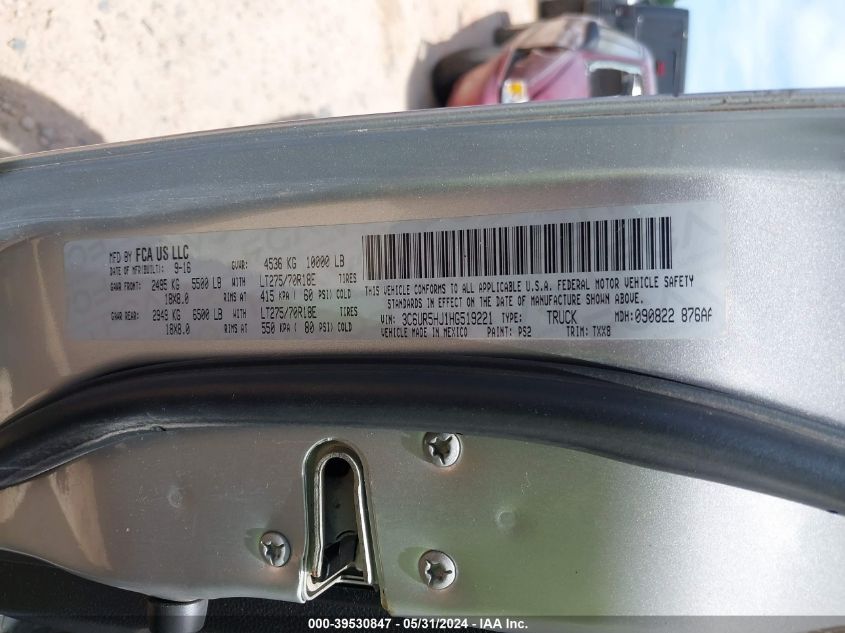 MFD BY FCA US LLC
DATE OF MFR(BUILT): 9-16 GVWR: 4536 KG 10000 LB
GAWR FRONT: 2495 KG 5500 LB WITH LT275/70R18E TIRES
18X8.0 RIMS AT 415 KPA ( 60 PSI) COLD
GAWR REAR: 2949 KG 6500 LB WITH LT275/70R18E TIRES
18X8.0 RIMS AT 550 KPA ( 80 PSI) COLD
THIS VEHICLE CONFORMS TO ALL APPLICABLE U.S.A. FEDERAL MOTOR VEHICLE SAFETY
STANDARDS IN EFFECT ON THE DATE OF MANUFACTURE SHOWN ABOVE.
VIN: 3C6UR5HJ1HG519221 TYPE: TRUCK MDH: 090822 876AA
VEHICLE MADE IN MEXICO PAINT: PS2 TRIM: TXX8
000-39530847 - 05/31/2024 - IAA Inc.